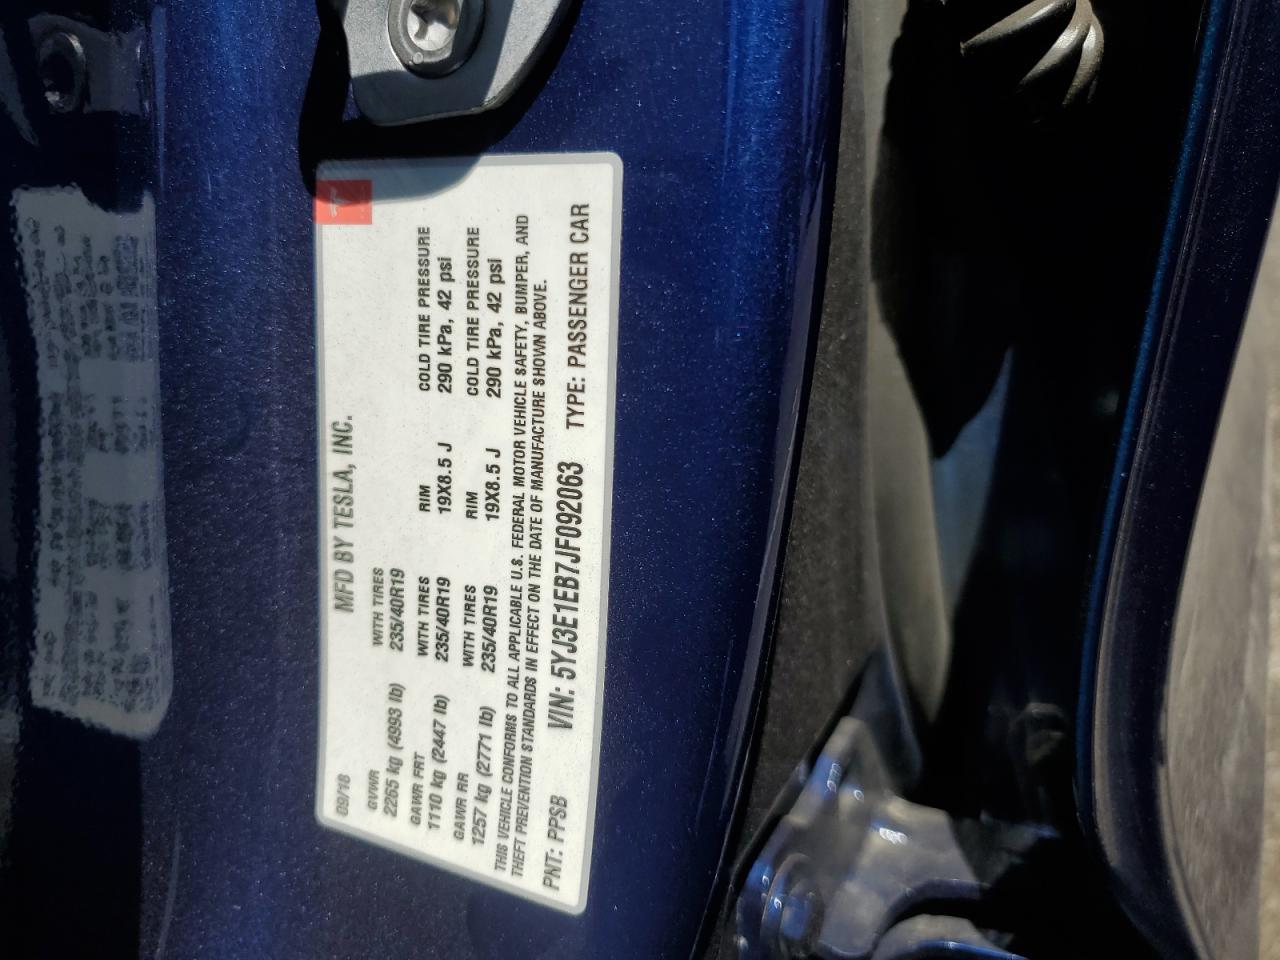 MFD BY TESLA, INC.
09/18
GVWR WITH TIRES
2265 kg (4993 lb) 235/40R19
GAWR FRT WITH TIRES RIM COLD TIRE PRESSURE
1110 kg (2447 lb) 235/40R19 19X8.5 J 290 kPa, 42 psi
GAWR RR WITH TIRES RIM COLD TIRE PRESSURE
1257 kg (2771 lb) 235/40R19 19X8.5 J 290 kPa, 42 psi
THIS VEHICLE CONFORMS TO ALL APPLICABLE U.S. FEDERAL MOTOR VEHICLE SAFETY, BUMPER, AND
THEFT PREVENTION STANDARDS IN EFFECT ON THE DATE OF MANUFACTURE SHOWN ABOVE.
PNT: PPSB VIN: 5YJ3E1EB7JF092063 TYPE: PASSENGER CAR